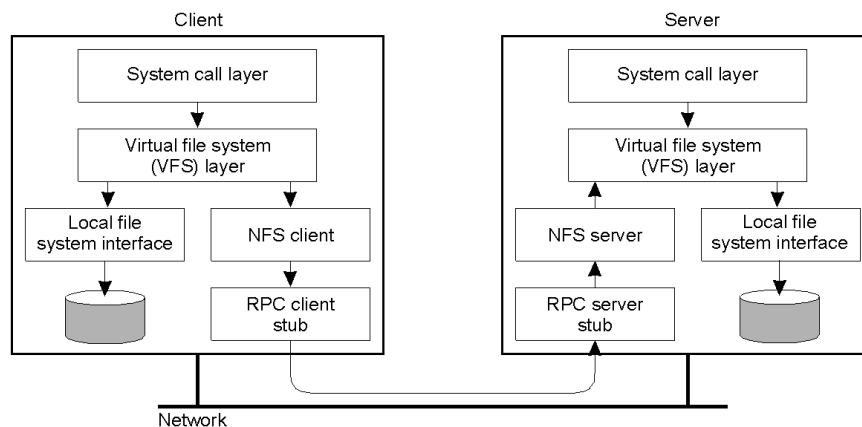 Client
System call layer
Virtual file system
(VFS) layer
Local file
system interface
NFS client
RPC client
stub
Server
System call layer
Virtual file system
(VFS) layer
NFS server
Local file
system interface
RPC server
stub
Network